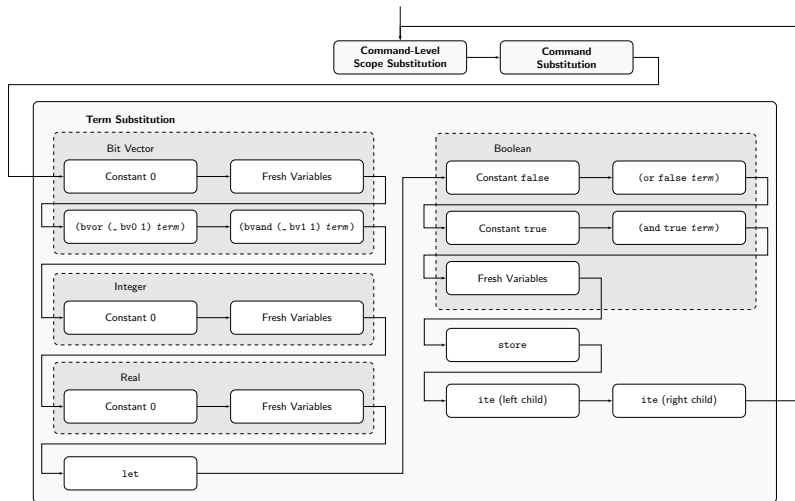 Command-Level
Scope Substitution
Command
Substitution
Term Substitution
Bit Vector
Constant 0
Fresh Variables
(bvor (_ bv0 1) term)
(bvand (_ bv1 1) term)
Integer
Constant 0
Fresh Variables
Real
Constant 0
Fresh Variables
let
Boolean
Constant false
(or false term)
Constant true
(and true term)
Fresh Variables
store
ite (left child)
ite (right child)